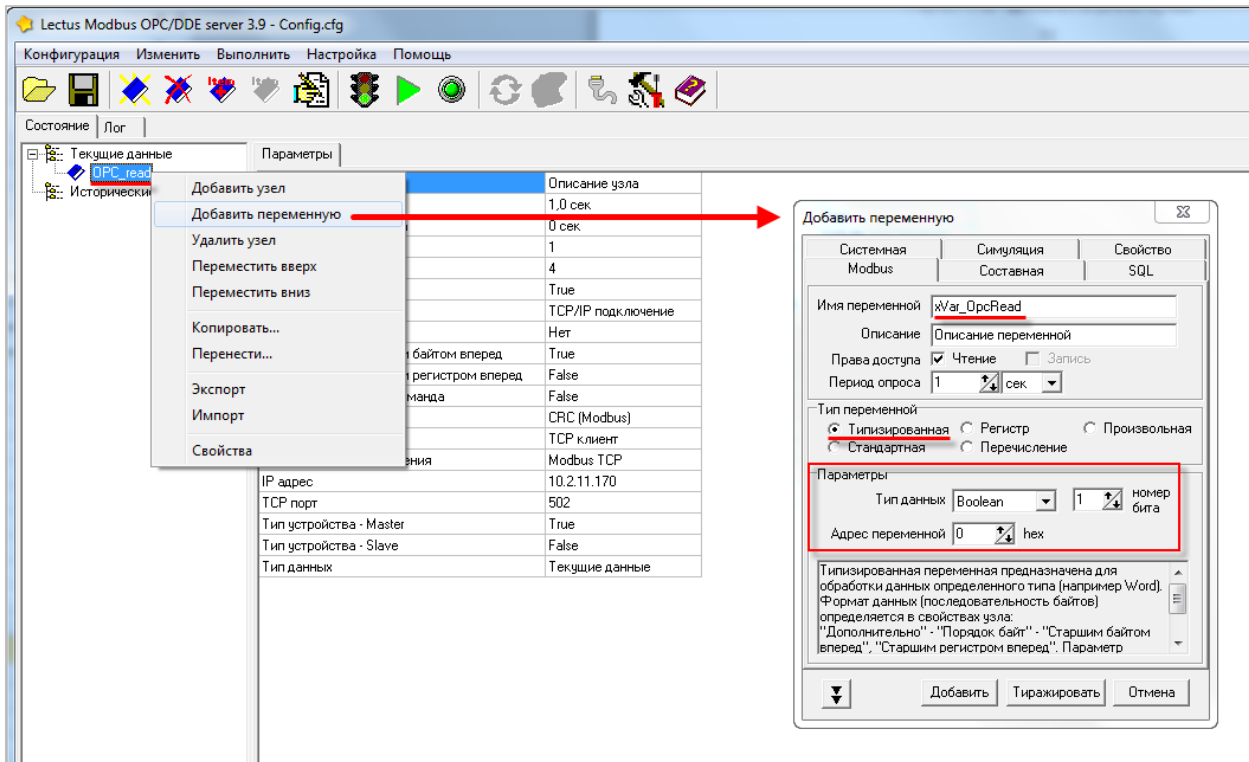 Lectus Modbus OPC/DDE server 3.9 - Config.cfg
Конфигурация Изменить Выполнить Настройка Помощь
Состояние Лог
Текущие данные
OPC_read
Исторически
Параметры
Добавить узел
Добавить переменную
Удалить узел
Переместить вверх
Переместить вниз
Копировать...
Перенести...
Экспорт
Импорт
Свойства
Описание узла
1,0 сек
0 сек
1
4
True
TCP/IP подключение
Нет
байтом вперед True
регистром вперед False
манда False
CRC (Modbus)
TCP клиент
ения Modbus TCP
IP адрес 10.2.11.170
TCP порт 502
Тип устройства - Master True
Тип устройства - Slave False
Тип данных Текущие данные
Добавить переменную
Системная Симуляция Свойство
Modbus Составная SQL
Имя переменной xVar_OpcRead
Описание Описание переменной
Права доступа Чтение Запись
Период опроса 1 сек
Тип переменной
Типизированная Регистр Произвольная
Стандартная Перечисление
Параметры
Тип данных Boolean 1 номер
бита
Адрес переменной 0 hex
Типизированная переменная предназначена для
обработки данных определенного типа (например Word).
Формат данных (последовательность байтов)
определяется в свойствах узла:
"Дополнительно" - "Порядок байт" - "Старшим байтом
вперед", "Старшим регистром вперед". Параметр
Добавить Тиражировать Отмена